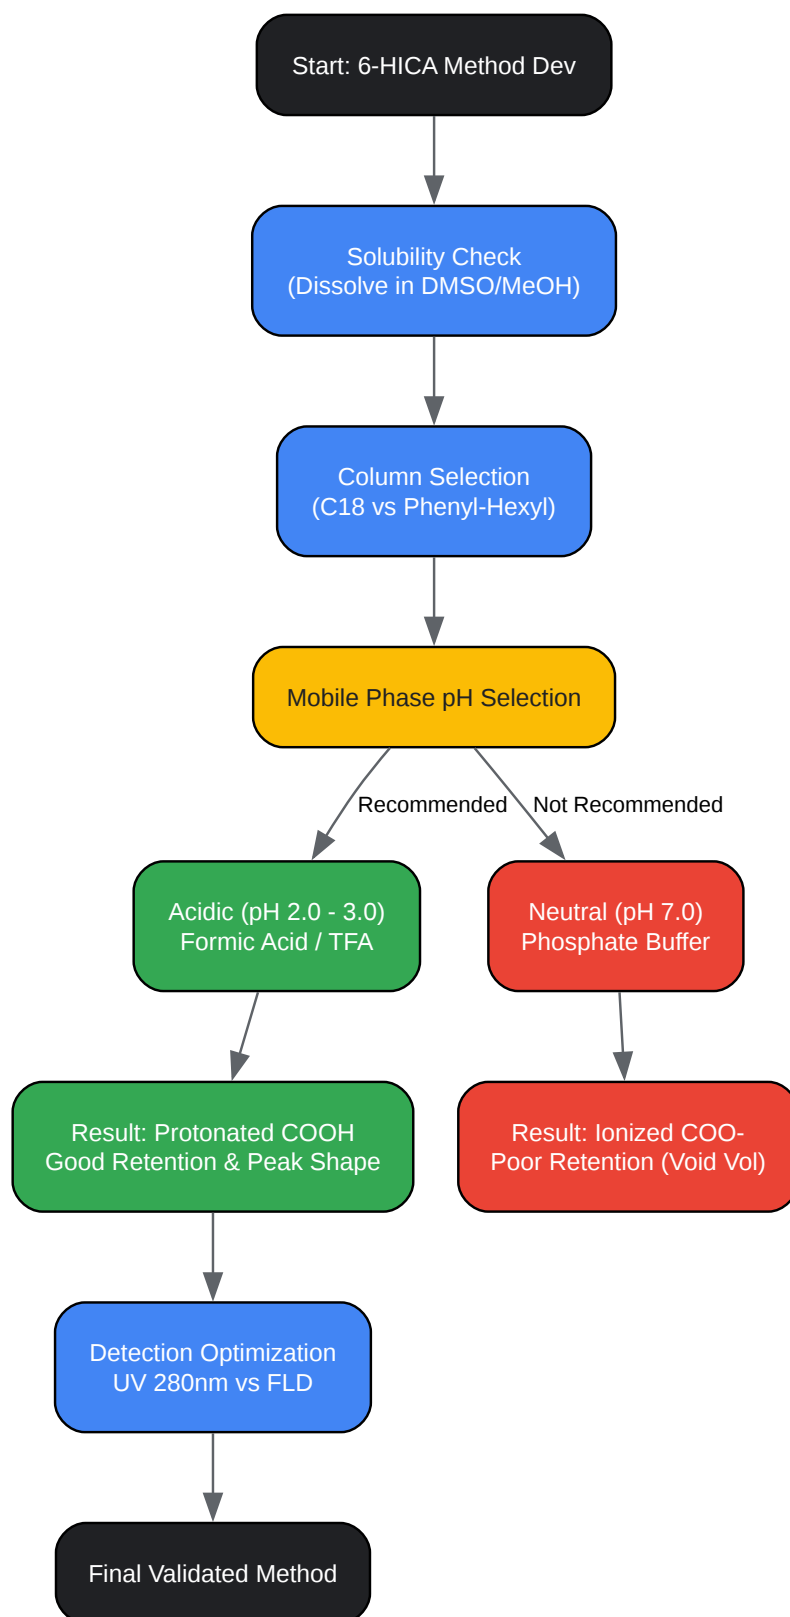 Start: 6-HICA Method Dev
Solubility Check
(Dissolve in DMSO/MeOH)
Column Selection
(C18 vs Phenyl-Hexyl)
Mobile Phase pH Selection
Recommended
Not Recommended
Acidic (pH 2.0 - 3.0)
Formic Acid / TFA
Neutral (pH 7.0)
Phosphate Buffer
Result: Protonated COOH
Good Retention & Peak Shape
Result: Ionized COO-
Poor Retention (Void Vol)
Detection Optimization
UV 280nm vs FLD
Final Validated Method